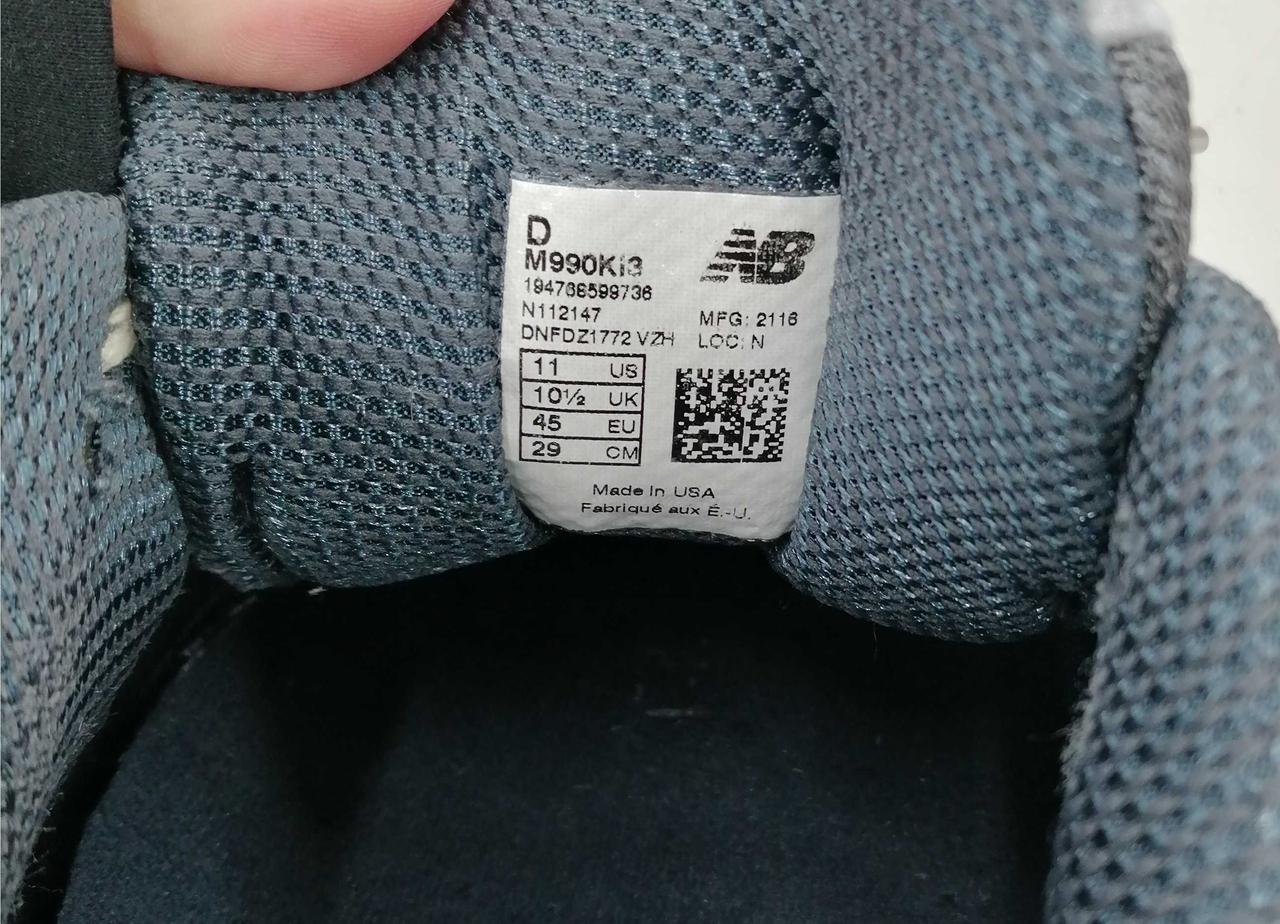 D
M990KI3
194768599736
N112147
DNFDZ1772 VZH
NB
MFG: 2116
LOC: N
11 US
10½ UK
45 EU
29 CM
Made In USA
Fabriqué aux É.-U.